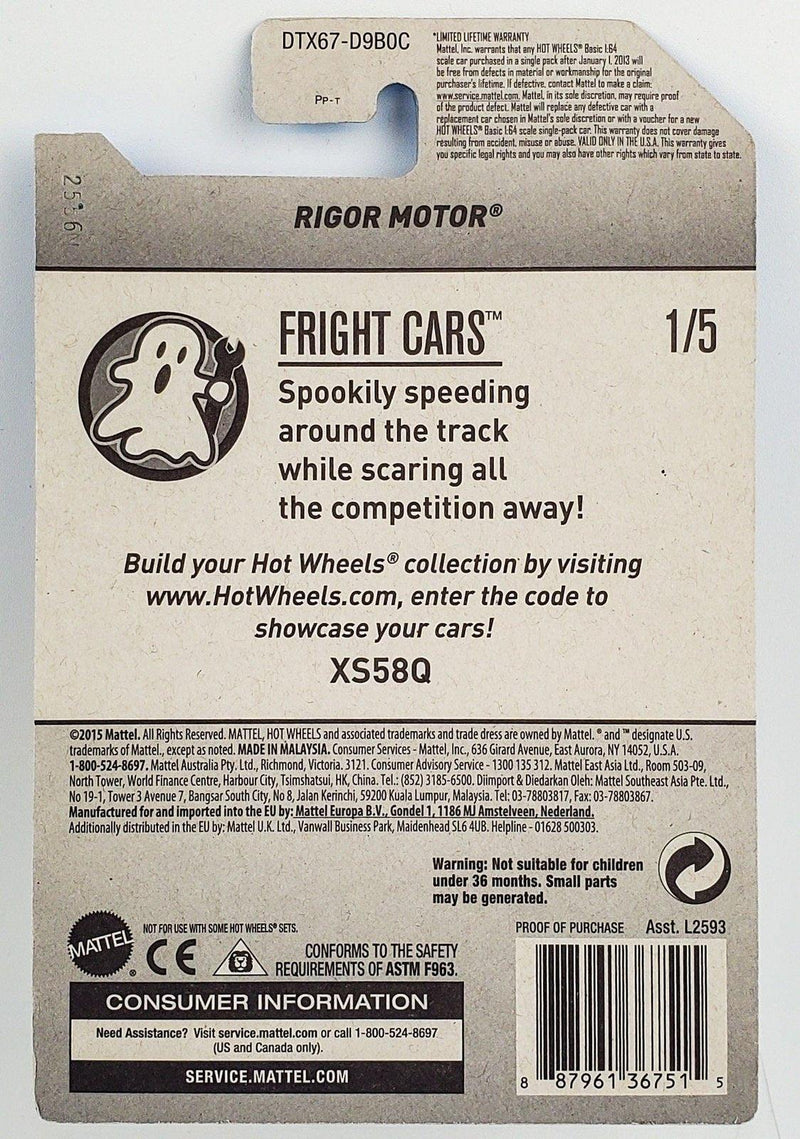 DTX67-D9B0C
PP-T
*LIMITED LIFETIME WARRANTY
Mattel, Inc. warrants that any HOT WHEELS® Basic 1:64
scale car purchased in a single pack after January 1, 2013 will
be free from defects in material or workmanship for the original
purchaser's lifetime. If defective, contact Mattel to make a claim:
www.service.mattel.com. Mattel, in its sole discretion, may require proof
of the product defect. Mattel will replace any defective car with a
replacement car chosen in Mattel's sole discretion or with a voucher for a new
HOT WHEELS® Basic 1:64 scale single-pack car. This warranty does not cover damage
resulting from accident, misuse or abuse. VALID ONLY IN THE U.S.A. This warranty gives
you specific legal rights and you may also have other rights which vary from state to state.
RIGOR MOTOR®
FRIGHT CARS™
1/5
Spookily speeding
around the track
while scaring all
the competition away!
Build your Hot Wheels® collection by visiting
www.HotWheels.com, enter the code to
showcase your cars!
XS58Q
©2015 Mattel. All Rights Reserved. MATTEL, HOT WHEELS and associated trademarks and trade dress are owned by Mattel. ® and ™ designate U.S.
trademarks of Mattel., except as noted. MADE IN MALAYSIA. Consumer Services - Mattel, Inc., 636 Girard Avenue, East Aurora, NY 14052, U.S.A.
1-800-524-8697. Mattel Australia Pty. Ltd., Richmond, Victoria. 3121. Consumer Advisory Service - 1300 135 312. Mattel East Asia Ltd., Room 503-09,
North Tower, World Finance Centre, Harbour City, Tsimshatsui, HK, China. Tel.: (852) 3185-6500. Diimport & Diedarkan Oleh: Mattel Southeast Asia Pte. Ltd.,
No 19-1, Tower 3 Avenue 7, Bangsar South City, No 8, Jalan Kerinchi, 59200 Kuala Lumpur, Malaysia. Tel: 03-78803817, Fax: 03-78803867.
Manufactured for and imported into the EU by: Mattel Europa B.V., Gondel 1, 1186 MJ Amstelveen, Nederland.
Additionally distributed in the EU by: Mattel U.K. Ltd., Vanwall Business Park, Maidenhead SL6 4UB. Helpline - 01628 500303.
Warning: Not suitable for children
under 36 months. Small parts
may be generated.
MATTEL®
NOT FOR USE WITH SOME HOT WHEELS® SETS.
CE
CONFORMS TO THE SAFETY
REQUIREMENTS OF ASTM F963.
PROOF OF PURCHASE Asst. L2593
CONSUMER INFORMATION
Need Assistance? Visit service.mattel.com or call 1-800-524-8697
(US and Canada only).
SERVICE.MATTEL.COM
8 87961 36751 5